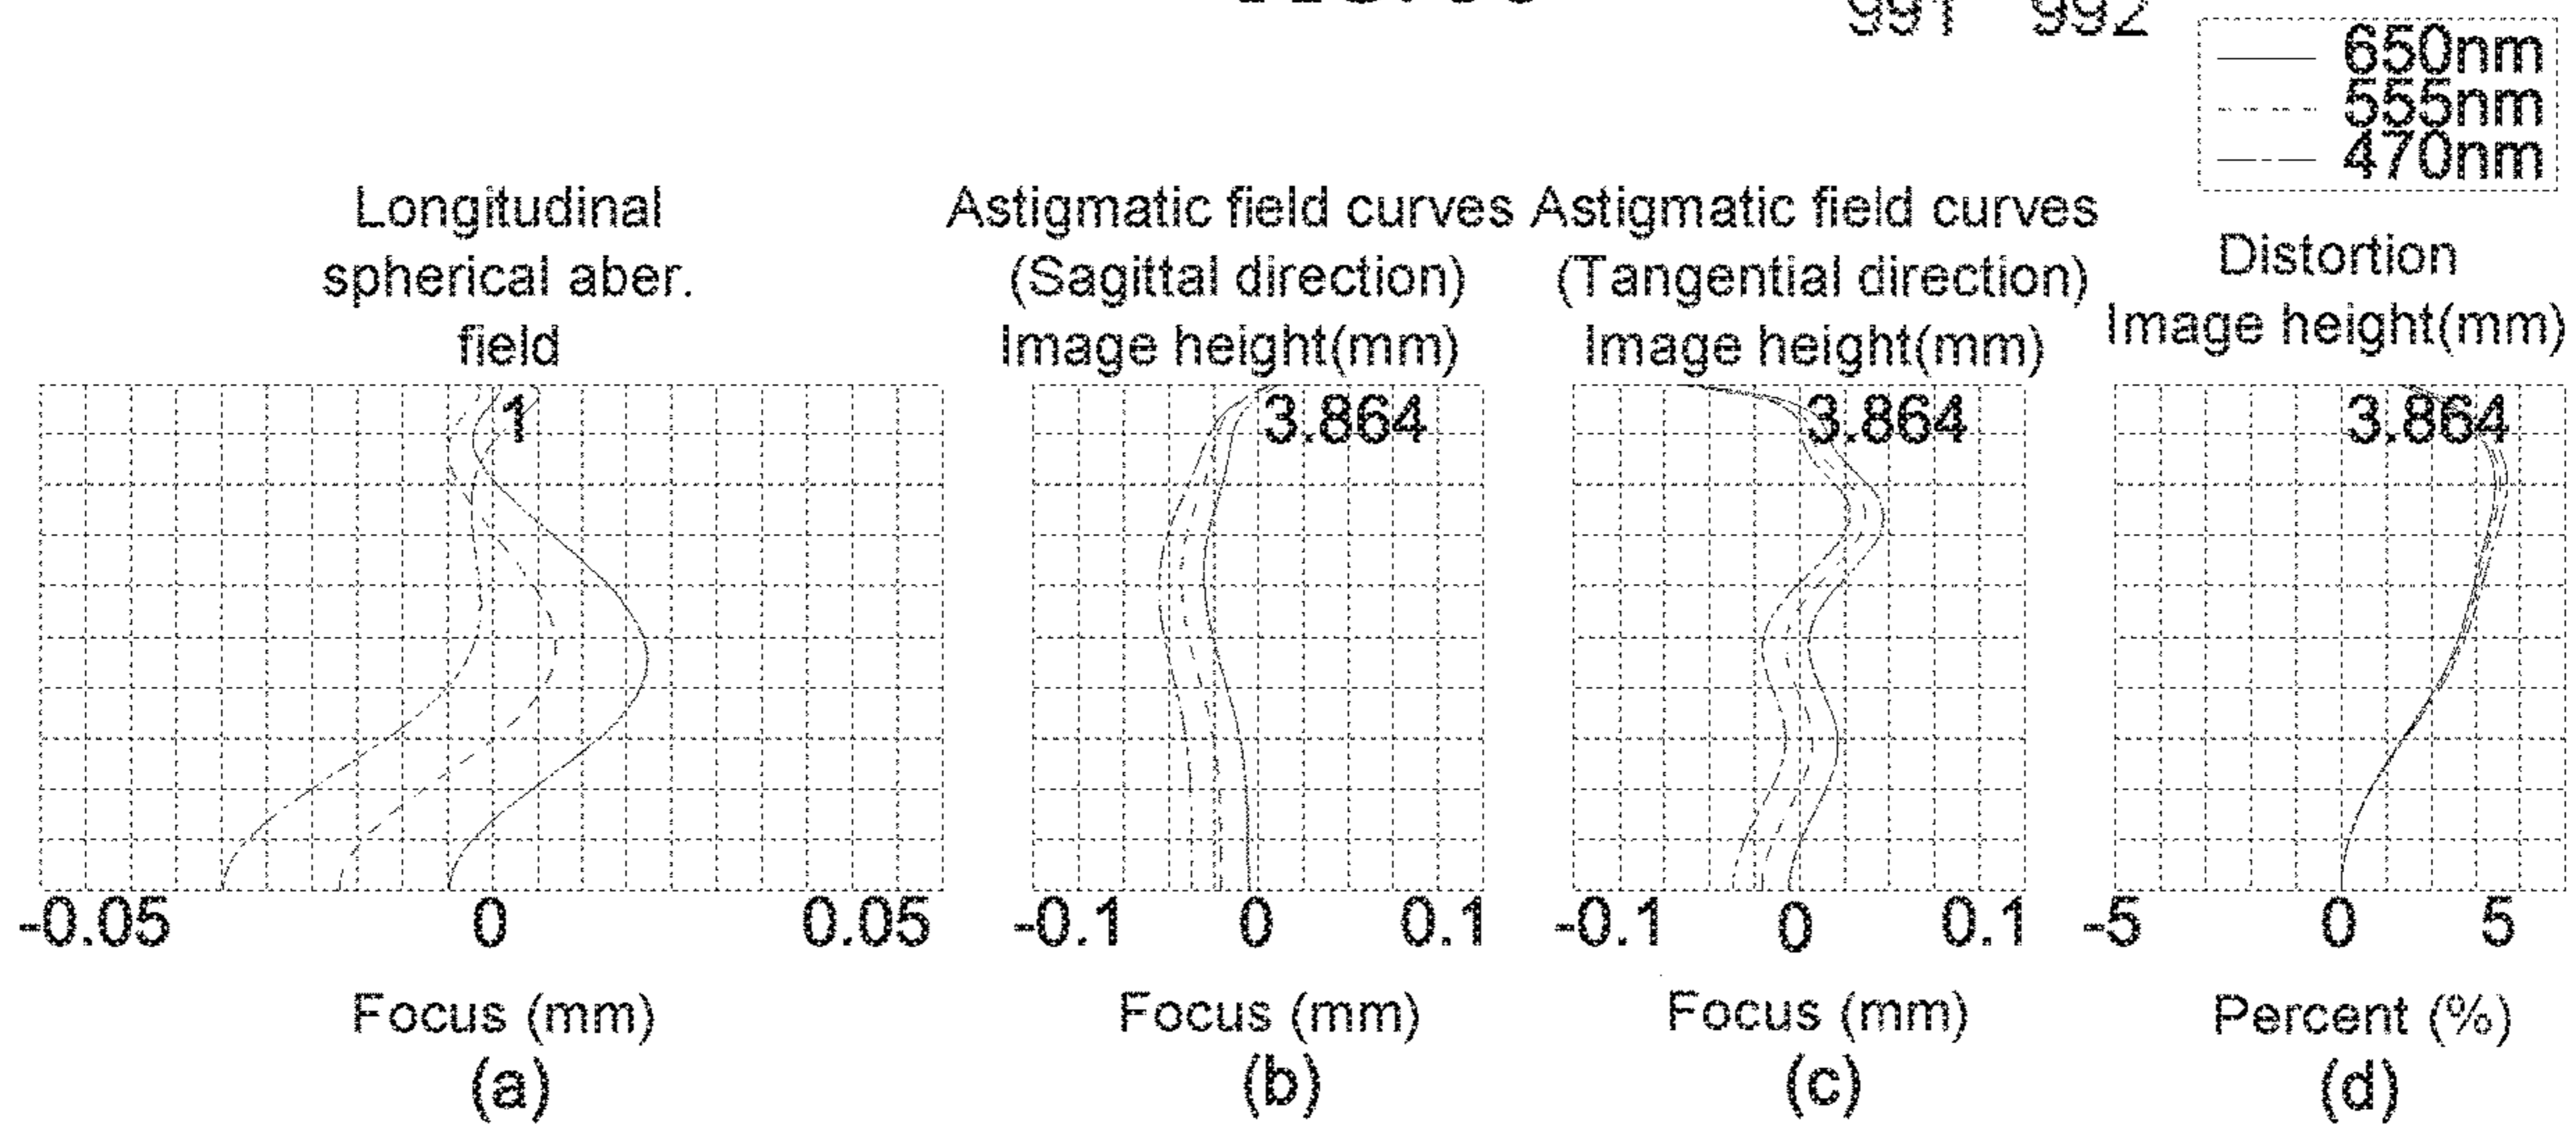 991 992
650nm
555nm
470nm
Longitudinal
spherical aber.
field
Astigmatic field curves
(Sagittal direction)
Image height(mm)
Astigmatic field curves
(Tangential direction)
Image height(mm)
Distortion
Image height(mm)
1
3.864
3.864
3.864
-0.05 0 0.05
-0.1 0 0.1
-0.1 0 0.1
-5 0 5
Focus (mm)
Focus (mm)
Focus (mm)
Percent (%)
(a)
(b)
(c)
(d)